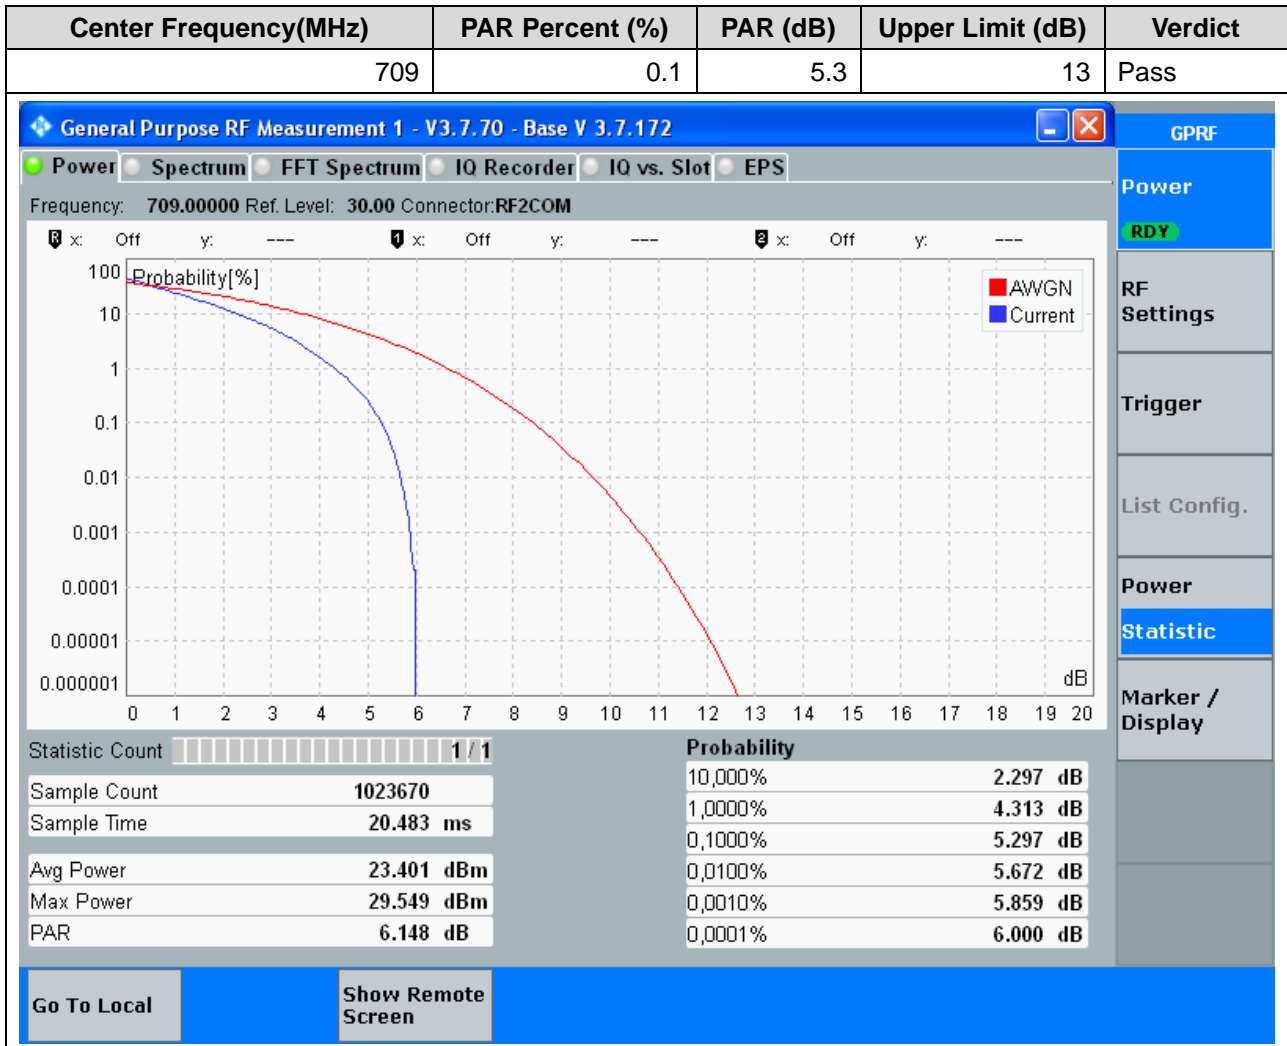 Center Frequency(MHz) PAR Percent (%) PAR (dB) Upper Limit (dB) Verdict
709 0.1 5.3 13 Pass
General Purpose RF Measurement 1 - V3.7.70 - Base V 3.7.172
GPRF
Power Spectrum FFT Spectrum IQ Recorder IQ vs. Slot EPS
Power
RDY
Frequency: 709.00000 Ref. Level: 30.00 Connector:RF2COM
R x: Off y: --- 1 x: Off y: --- 2 x: Off y: ---
Probability[%]
AWGN
Current
100
10
1
0.1
0.01
0.001
0.0001
0.00001
0.000001
dB
0 1 2 3 4 5 6 7 8 9 10 11 12 13 14 15 16 17 18 19 20
RF
Settings
Trigger
List Config.
Power
Statistic
Marker /
Display
Statistic Count 1 / 1
Sample Count 1023670
Sample Time 20.483 ms
Avg Power 23.401 dBm
Max Power 29.549 dBm
PAR 6.148 dB
Probability
10,000% 2.297 dB
1,0000% 4.313 dB
0,1000% 5.297 dB
0,0100% 5.672 dB
0,0010% 5.859 dB
0,0001% 6.000 dB
Go To Local
Show Remote
Screen